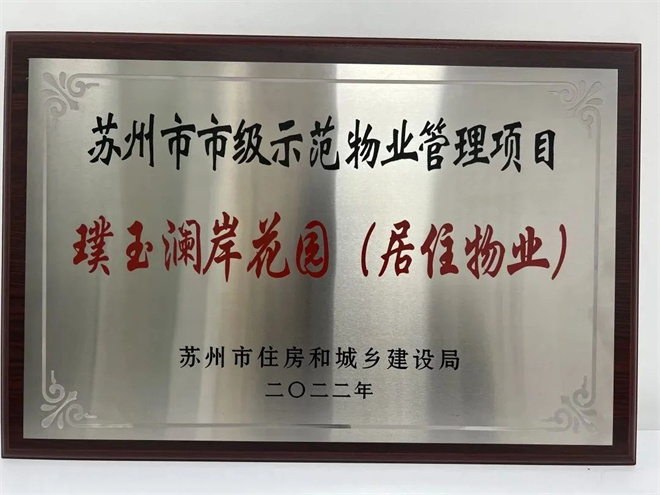 苏州市市级示范物业管理项目
璞玉澜岸花园（居住物业）
苏州市住房和城乡建设局
二〇二二年